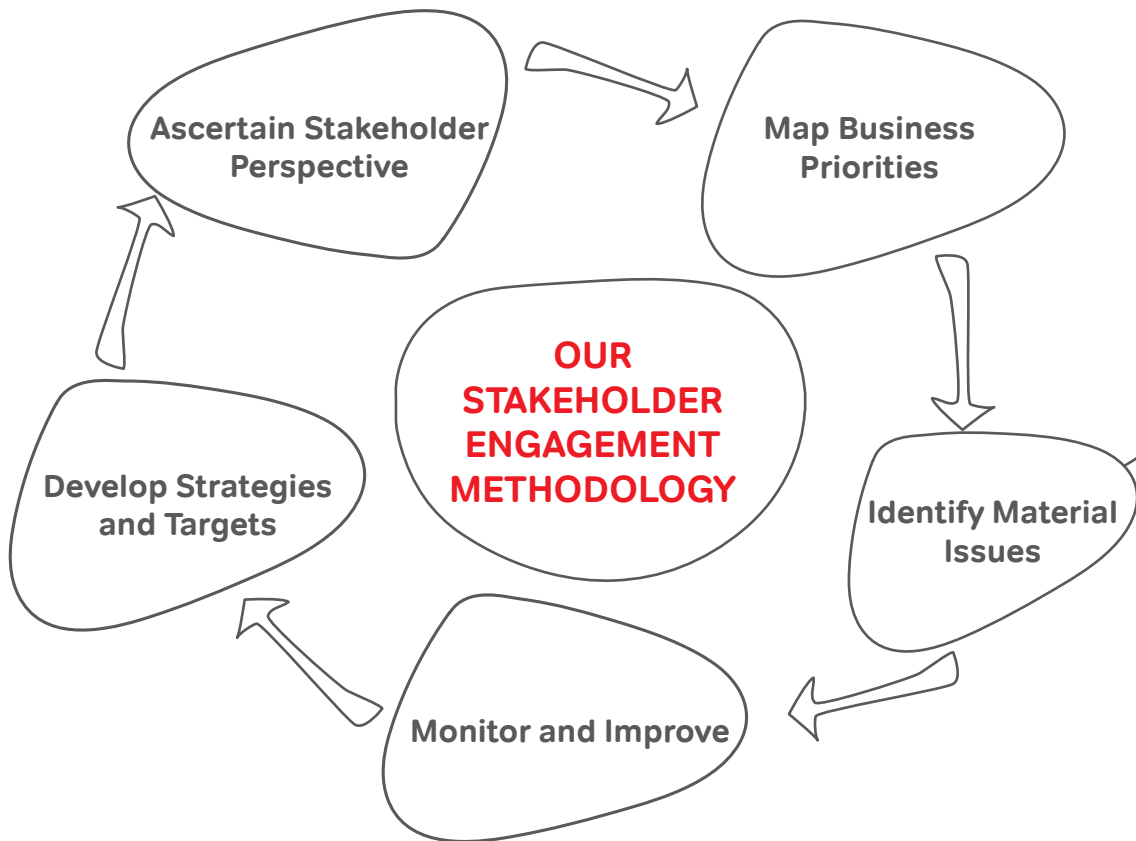 Ascertain Stakeholder
Perspective
Map Business
Priorities
OUR
STAKEHOLDER
ENGAGEMENT
METHODOLOGY
Develop Strategies
and Targets
Identify Material
Issues
Monitor and Improve